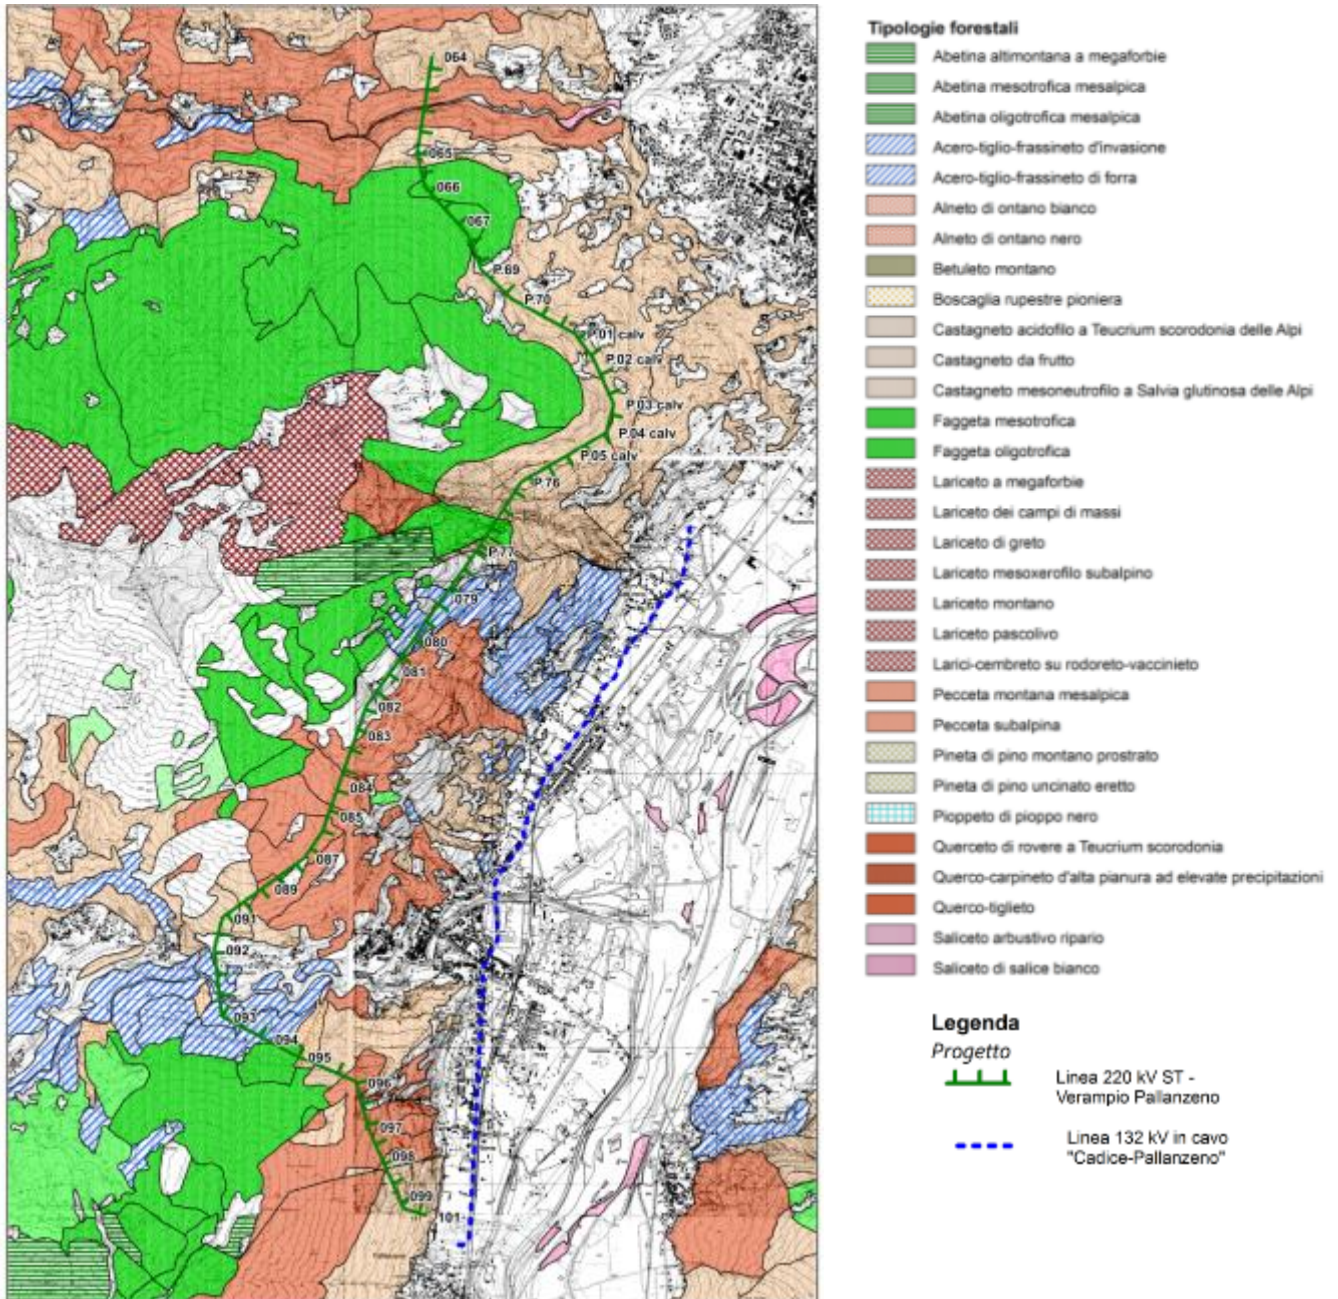 Tipologie forestali
Abetina altimontana a megaforbie
Abetina mesotrofica mesalpica
Abetina oligotrofica mesalpica
Acero-tiglio-frassineto d'invasione
Acero-tiglio-frassineto di forra
Alneto di ontano bianco
Alneto di ontano nero
Betuleto montano
Boscaglia rupestre pioniera
Castagneto acidofilo a Teucrium scorodonia delle Alpi
Castagneto da frutto
Castagneto mesoneutrofilo a Salvia glutinosa delle Alpi
Faggeta mesotrofica
Faggeta oligotrofica
Lariceto a megaforbie
Lariceto dei campi di massi
Lariceto di greto
Lariceto mesoxerofilo subalpino
Lariceto montano
Lariceto pascolivo
Larici-cembreto su rodoreto-vaccinieto
Pecceta montana mesalpica
Pecceta subalpina
Pineta di pino montano prostrato
Pineta di pino uncinato eretto
Pioppeto di pioppo nero
Querceto di rovere a Teucrium scorodonia
Querco-carpineto d'alta pianura ad elevate precipitazioni
Querco-tiglieto
Saliceto arbustivo ripario
Saliceto di salice bianco
Legenda
Progetto
Linea 220 kV ST -
Verampio Pallanzeno
Linea 132 kV in cavo
"Cadice-Pallanzeno"
064
065
066
067
P.69
P.70
P.01 calv
P.02 calv
P.03 calv
P.04 calv
P.05 calv
P.76
P.77
079
080
081
082
083
084
085
087
089
091
092
093
094
095
096
097
098
099
101